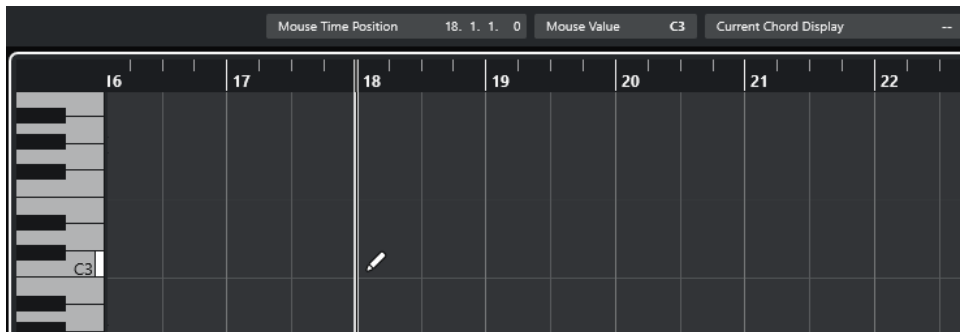 Mouse Time Position 18. 1. 1. 0 Mouse Value C3 Current Chord Display --
16 17 18 19 20 21 22
C3